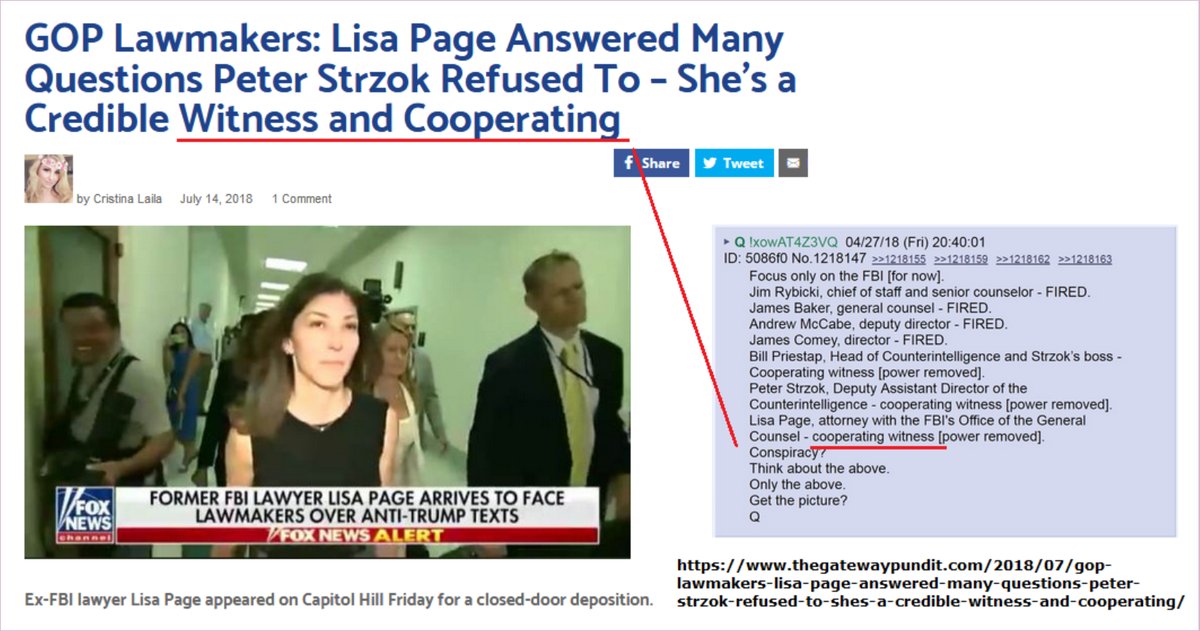 GOP Lawmakers: Lisa Page Answered Many
Questions Peter Strzok Refused To – She’s a
Credible Witness and Cooperating
Share
Tweet
by Cristina Laila July 14, 2018 1 Comment
FOX
NEWS
channel
FORMER FBI LAWYER LISA PAGE ARRIVES TO FACE
LAWMAKERS OVER ANTI-TRUMP TEXTS
FOX NEWS ALERT
Ex-FBI lawyer Lisa Page appeared on Capitol Hill Friday for a closed-door deposition.
Q !xowAT4Z3VQ 04/27/18 (Fri) 20:40:01
ID: 5086f0 No.1218147 >>1218155 >>1218159 >>1218162 >>1218163
Focus only on the FBI [for now].
Jim Rybicki, chief of staff and senior counselor - FIRED.
James Baker, general counsel - FIRED.
Andrew McCabe, deputy director - FIRED.
James Comey, director - FIRED.
Bill Priestap, Head of Counterintelligence and Strzok’s boss -
Cooperating witness [power removed].
Peter Strzok, Deputy Assistant Director of the
Counterintelligence - cooperating witness [power removed].
Lisa Page, attorney with the FBI's Office of the General
Counsel - cooperating witness [power removed].
Conspiracy?
Think about the above.
Only the above.
Get the picture?
Q
https://www.thegatewaypundit.com/2018/07/gop-
lawmakers-lisa-page-answered-many-questions-peter-
strzok-refused-to-shes-a-credible-witness-and-cooperating/